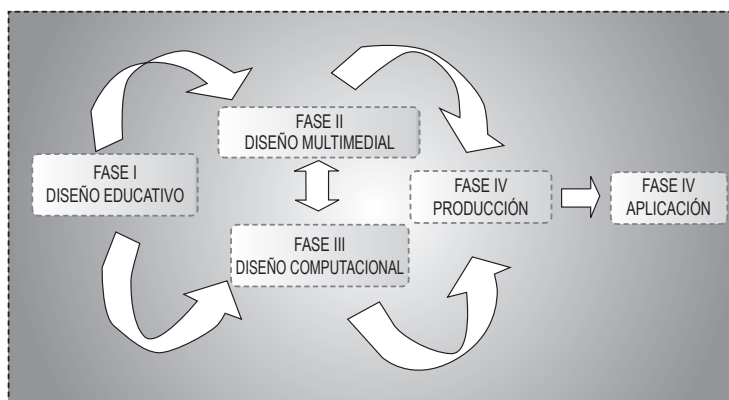 FASE I
DISEÑO EDUCATIVO
FASE II
DISEÑO MULTIMEDIAL
FASE III
DISEÑO COMPUTACIONAL
FASE IV
PRODUCCIÓN
FASE IV
APLICACIÓN